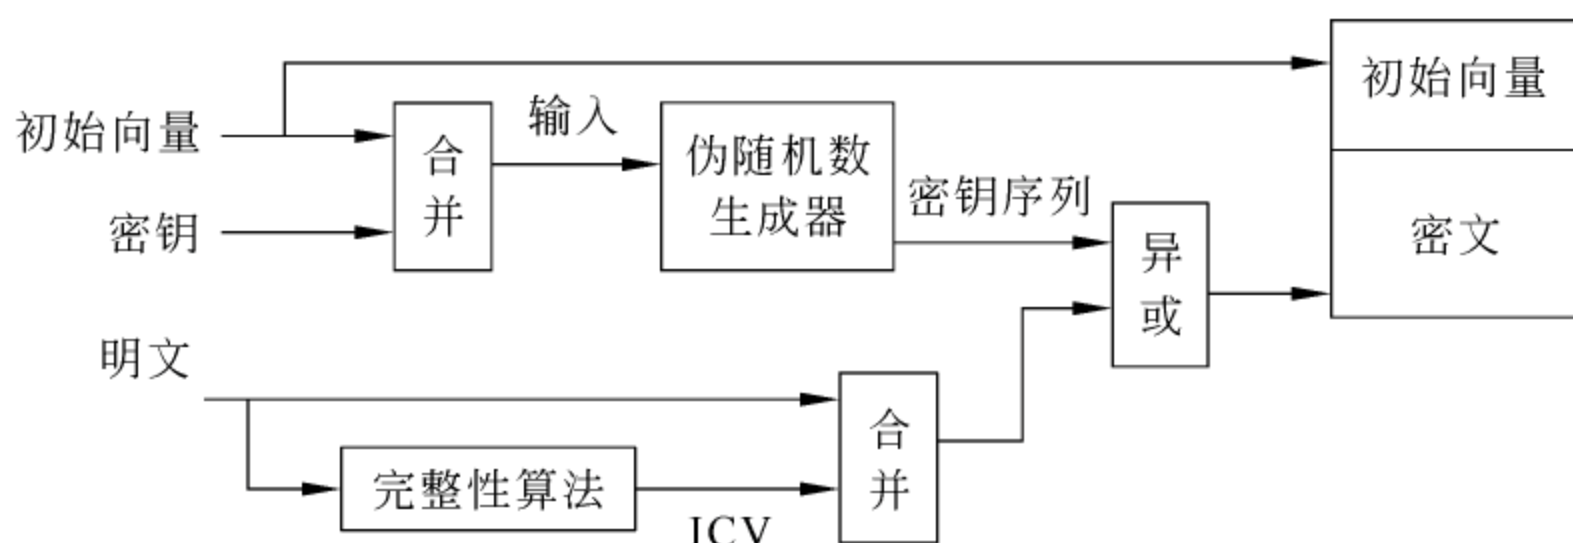 初始向量
密钥
合并
输入
伪随机数
生成器
密钥序列
异或
初始向量
密文
明文
完整性算法
ICV
合并